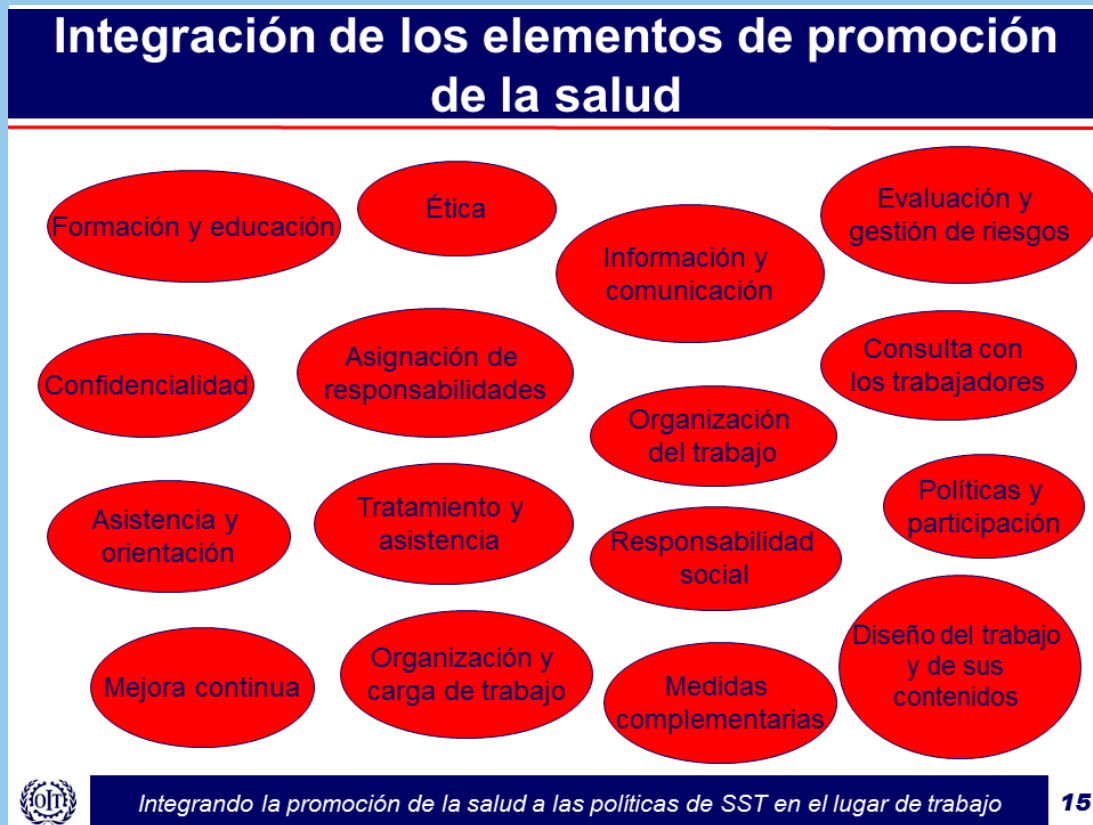 Integración de los elementos de promoción
de la salud
Formación y educación
Ética
Información y
comunicación
Evaluación y
gestión de riesgos
Confidencialidad
Asignación de
responsabilidades
Organización
del trabajo
Consulta con
los trabajadores
Asistencia y
orientación
Tratamiento y
asistencia
Responsabilidad
social
Políticas y
participación
Mejora continua
Organización y
carga de trabajo
Medidas
complementarias
Diseño del trabajo
y de sus
contenidos
OIT
Integrando la promoción de la salud a las políticas de SST en el lugar de trabajo
15